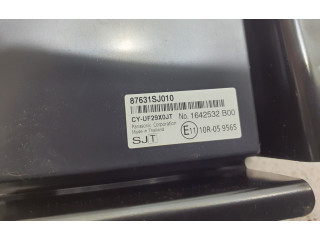 87631SJ010
CY-UF25X0JT No. 1642532 B00
Panasonic Corporation
Made in Thailand
SJT E11 10R-05 9565